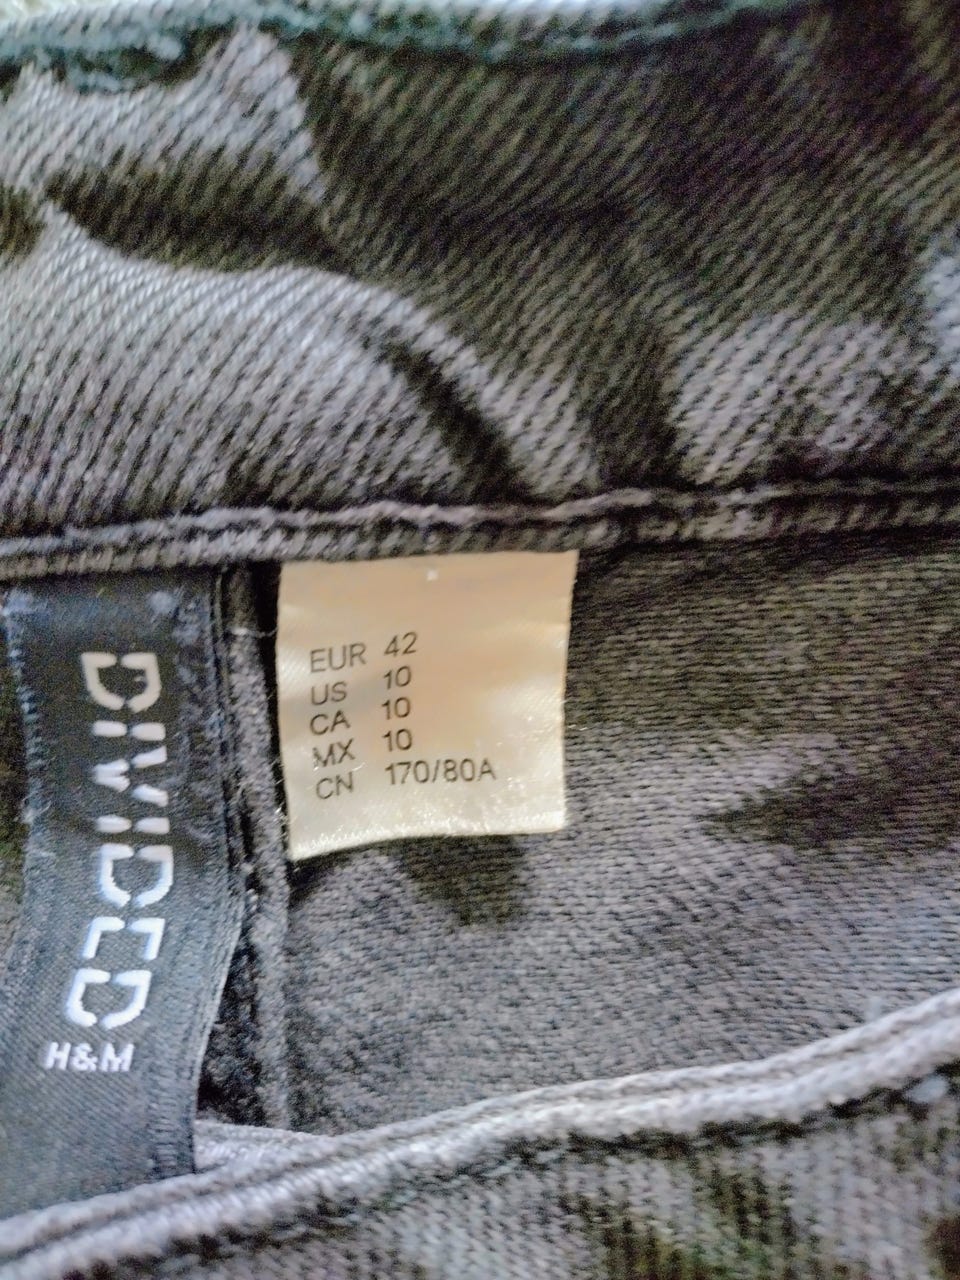 DIVIDED
H&M
EUR 42
US 10
CA 10
MX 10
CN 170/80A